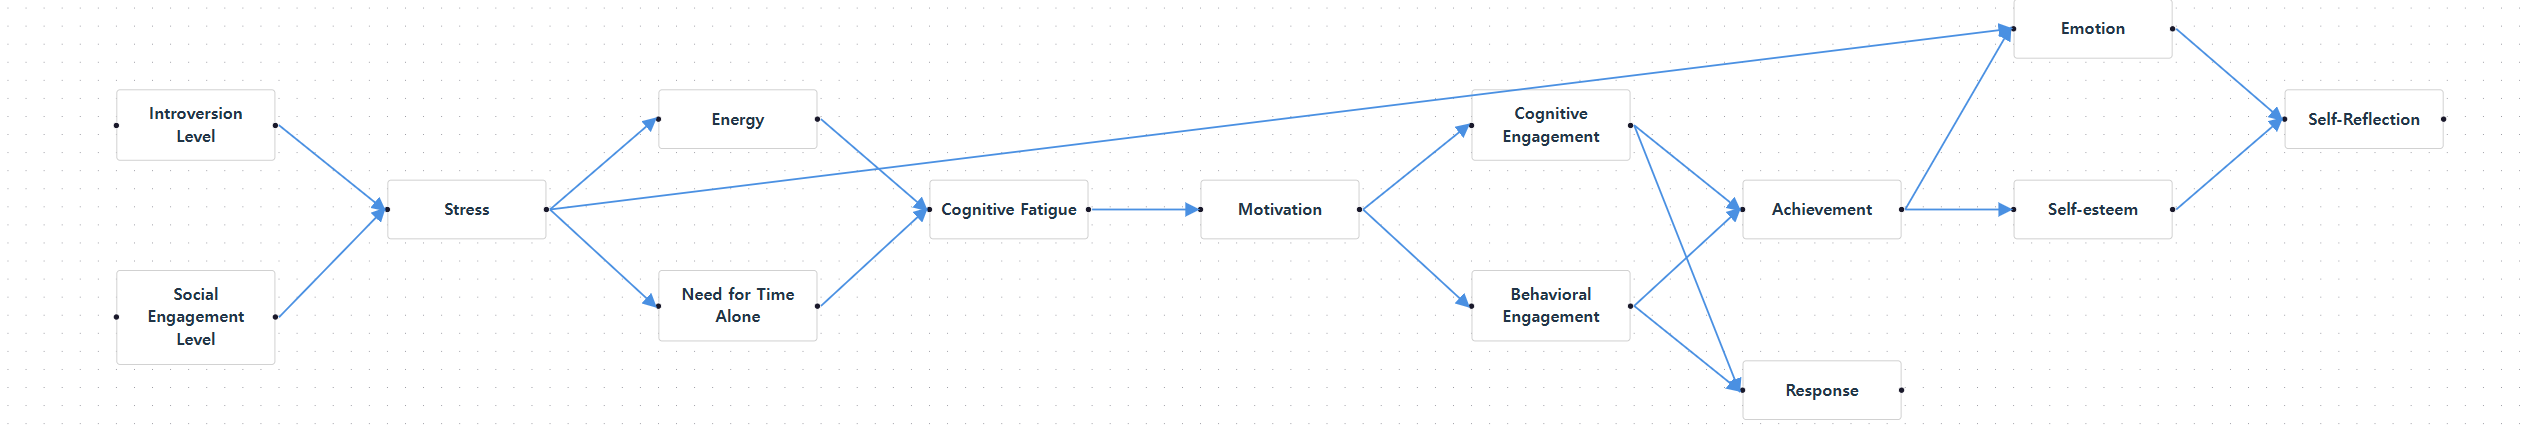 Emotion
Introversion
Level
Energy
Cognitive
Engagement
Self-Reflection
Stress
Cognitive Fatigue
Motivation
Achievement
Self-esteem
Social
Engagement
Level
Need for Time
Alone
Behavioral
Engagement
Response